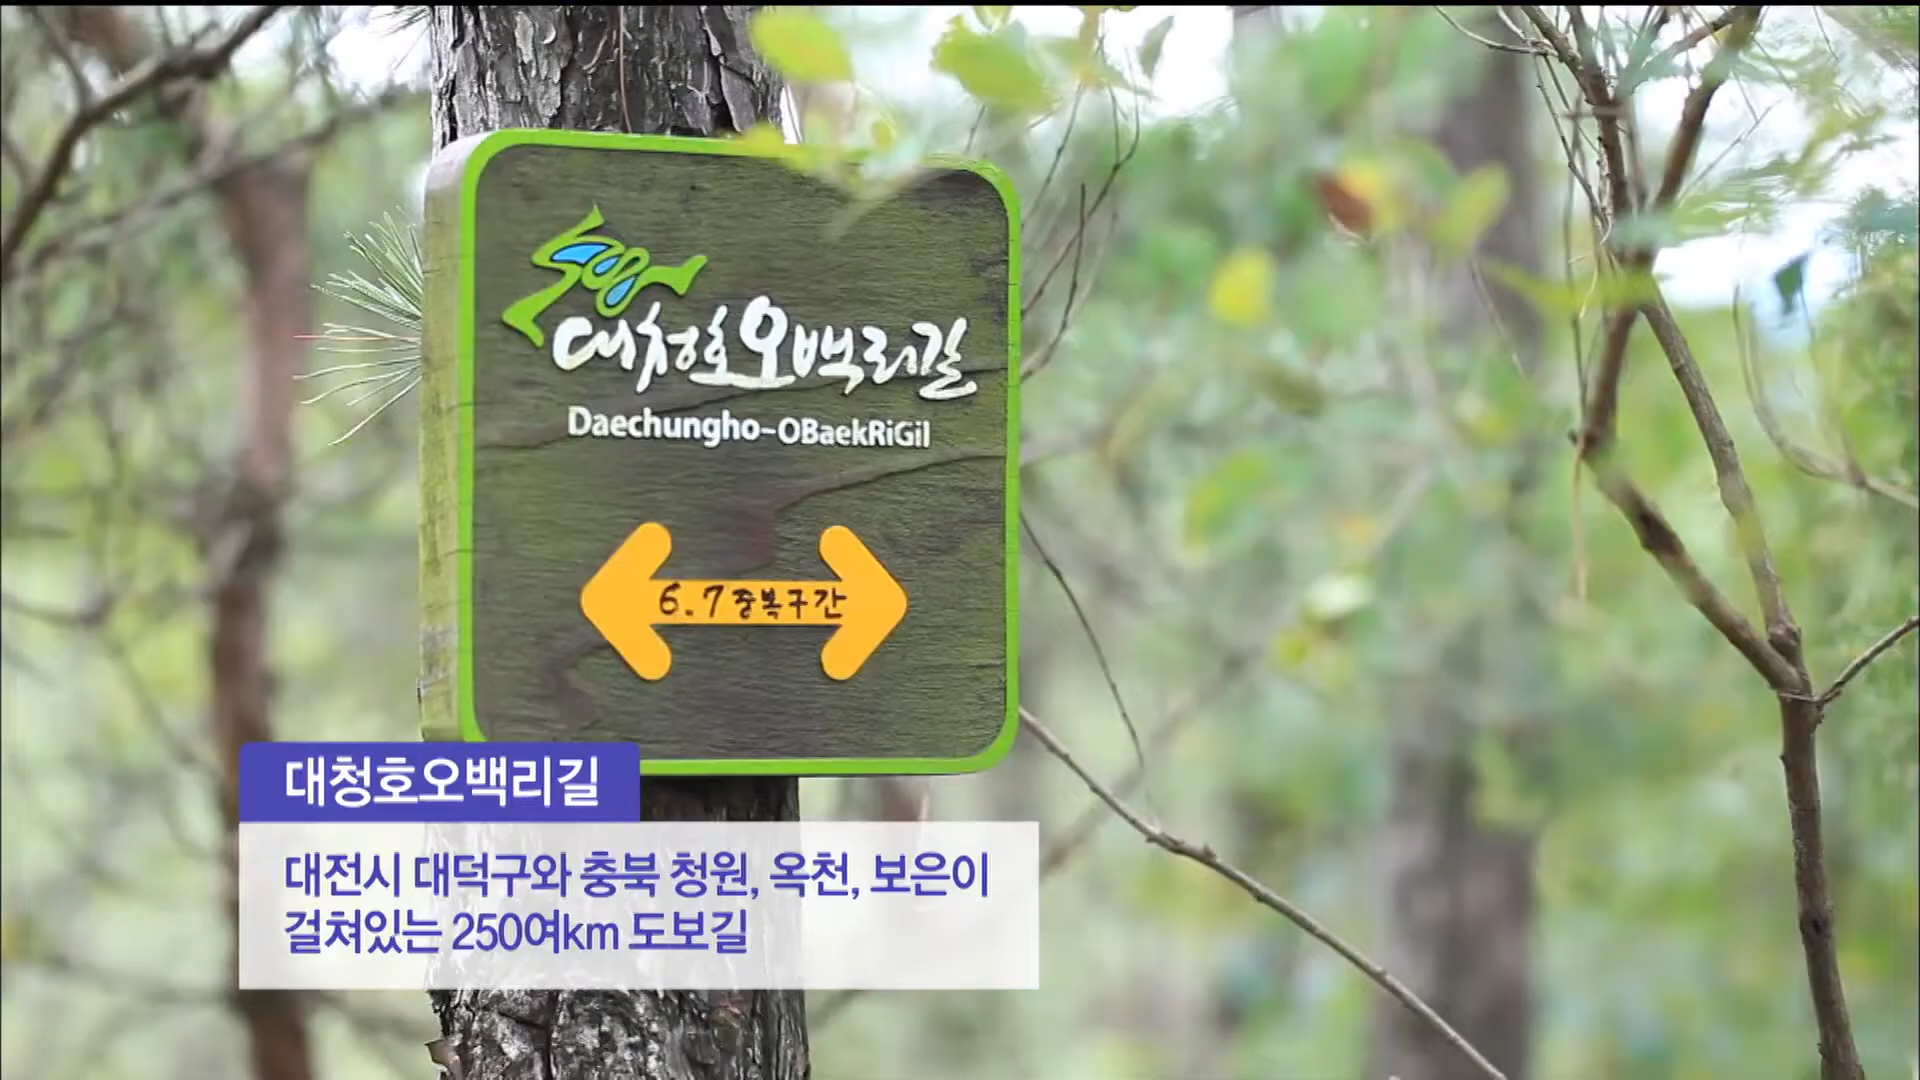 대청호오백리길
Daechungho-OBaekRiGil
6.7 중복구간
대청호오백리길
대전시 대덕구와 충북 청원, 옥천, 보은이
걸쳐있는 250여km 도보길